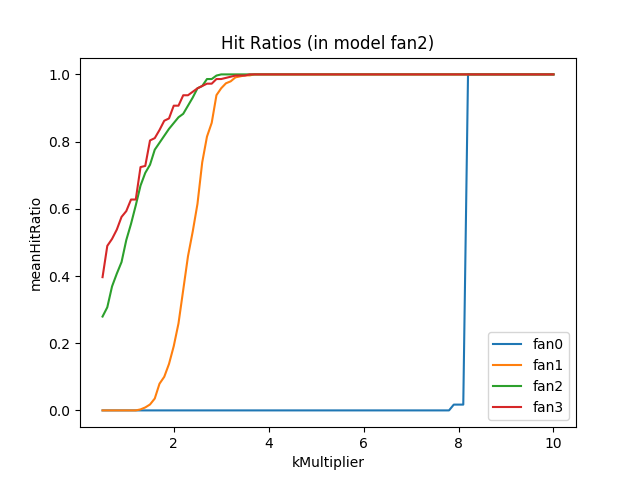 Hit Ratios (in model fan2)
meanHitRatio
1.0
0.8
0.6
0.4
0.2
0.0
2
4
6
8
10
kMultiplier
fan0
fan1
fan2
fan3